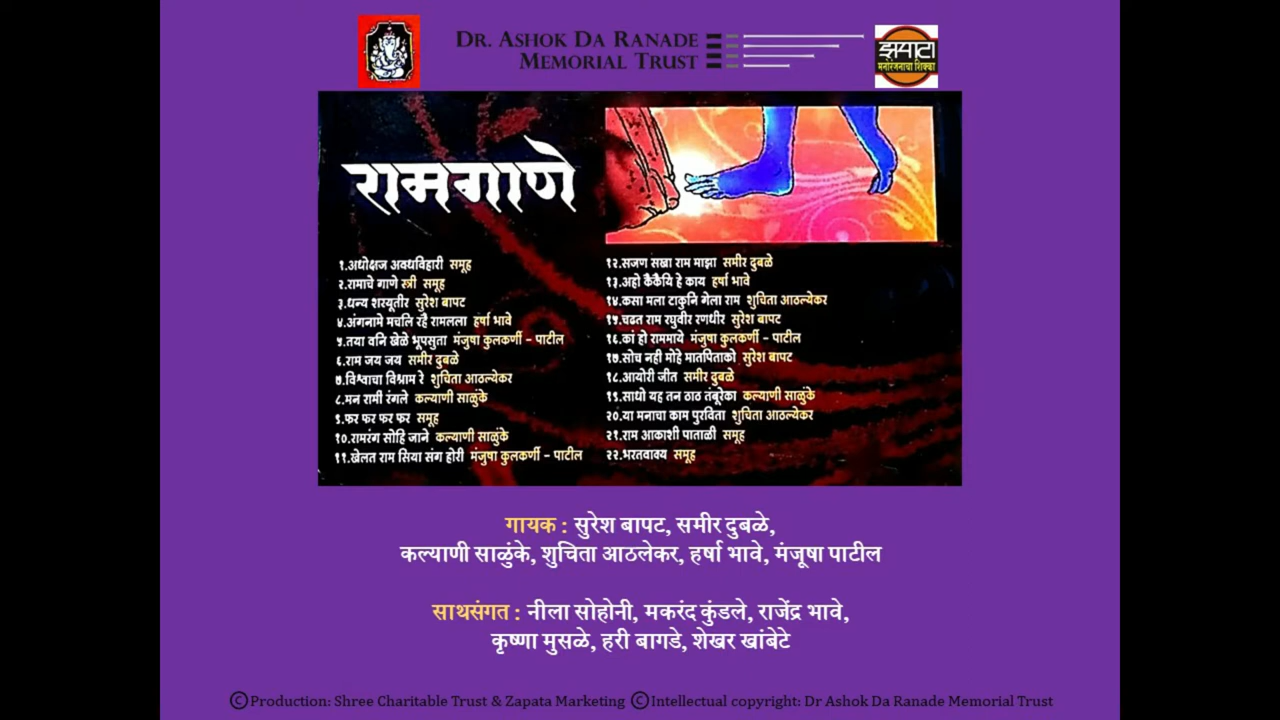 DR. ASHOK DA RANADE
MEMORIAL TRUST
झपाटा
मनोरंजनाचा शिक्का
रामगाणे
१.अधोक्षज अवधविहारी समूह
२.रामाचे गाणे स्त्री समूह
३.धन्य शरयूतीर सुरेश बापट
४.अंगनामे मचलि रहै रामलला हर्षा भावे
५.तया वनि खेळे भूपसुता मंजुषा कुलकर्णी – पाटील
६.राम जय जय समीर दुबळे
७.विश्वाचा विश्राम रे शुचिता आठल्येकर
८.मन रामी रंगले कल्याणी साळुंके
९.फर फर फर फर समूह
१०.रामरंग सोहि जाने कल्याणी साळुंके
११.खेलत राम सिया संग होरी मंजुषा कुलकर्णी – पाटील
१२.सजण सखा राम माझा समीर दुबळे
१३.अहो कैकैयि हे काय हर्षा भावे
१४.कसा मला टाकुनि गेला राम शुचिता आठल्येकर
१५.चढत राम रघुवीर रणधीर सुरेश बापट
१६.कां हो राममाये मंजुषा कुलकर्णी – पाटील
१७.सोच नही मोहे मातपिताको सुरेश बापट
१८.आयोरी जीत समीर दुबळे
१९.साधो यह तन ठाठ तंबूरेका कल्याणी साळुंके
२०.या मनाचा काम पुरविता शुचिता आठल्येकर
२१.राम आकाशी पाताळी समूह
२२.भरतवाक्य समूह
गायक : सुरेश बापट, समीर दुबळे,
कल्याणी साळुंके, शुचिता आठलेकर, हर्षा भावे, मंजूषा पाटील
साथसंगत : नीला सोहोनी, मकरंद कुंडले, राजेंद्र भावे,
कृष्णा मुसळे, हरी बागडे, शेखर खांबेटे
©Production: Shree Charitable Trust & Zapata Marketing ©Intellectual copyright: Dr Ashok Da Ranade Memorial Trust